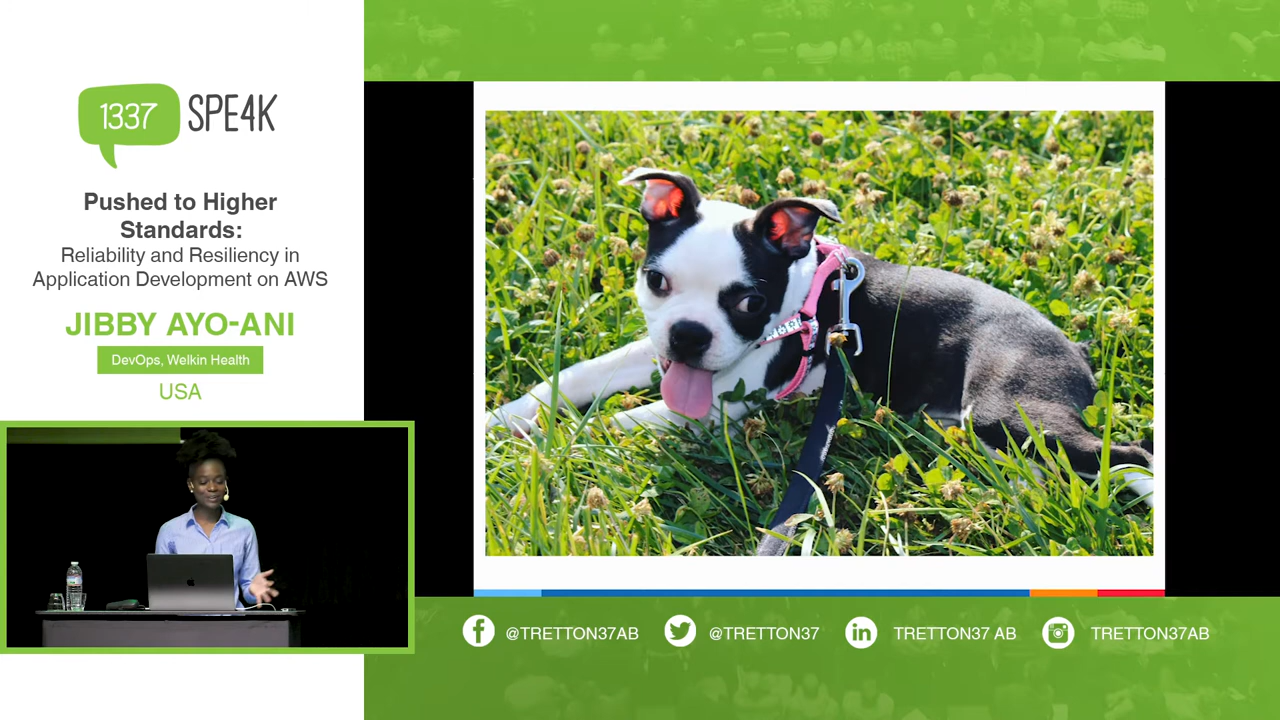 1337 SPE4K
Pushed to Higher
Standards:
Reliability and Resiliency in
Application Development on AWS
JIBBY AYO-ANI
DevOps, Welkin Health
USA
@TRETTON37AB
@TRETTON37
TRETTON37 AB
TRETTON37AB